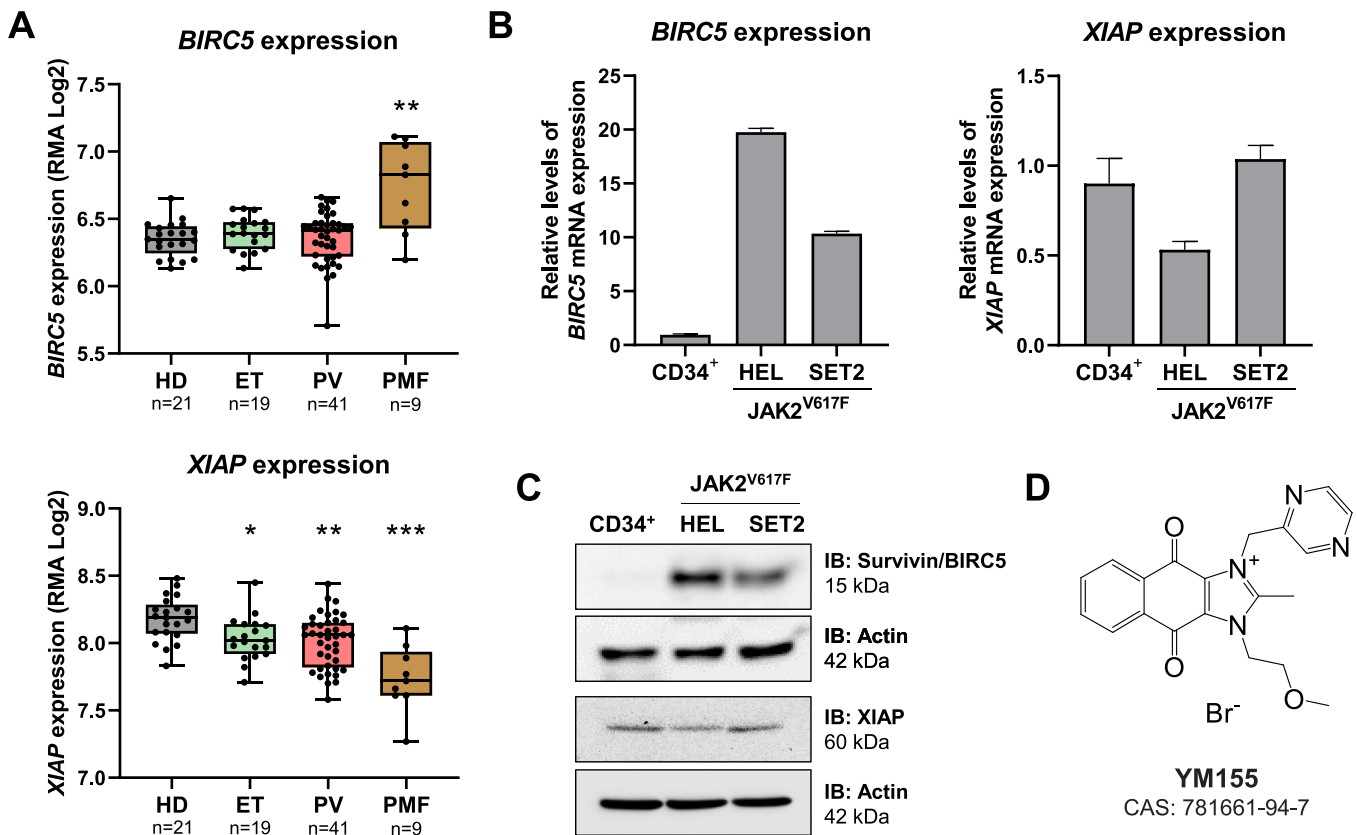 A
BIRC5 expression
BIRC5 expression (RMA Log2)
7.5
7.0
6.5
6.0
5.5
**
HD
ET
PV
PMF
n=21
n=19
n=41
n=9
XIAP expression
XIAP expression (RMA Log2)
9.0
8.5
8.0
7.5
7.0
*
**
***
HD
ET
PV
PMF
n=21
n=19
n=41
n=9
B
BIRC5 expression
Relative levels of
BIRC5 mRNA expression
25
20
15
10
5
0
CD34+
HEL
SET2
JAK2V617F
XIAP expression
Relative levels of
XIAP mRNA expression
1.5
1.0
0.5
0.0
CD34+
HEL
SET2
JAK2V617F
C
JAK2V617F
CD34+
HEL
SET2
IB: Survivin/BIRC5
15 kDa
IB: Actin
42 kDa
IB: XIAP
60 kDa
IB: Actin
42 kDa
D
N
N
O
N+
N
O
O
Br-
YM155
CAS: 781661-94-7